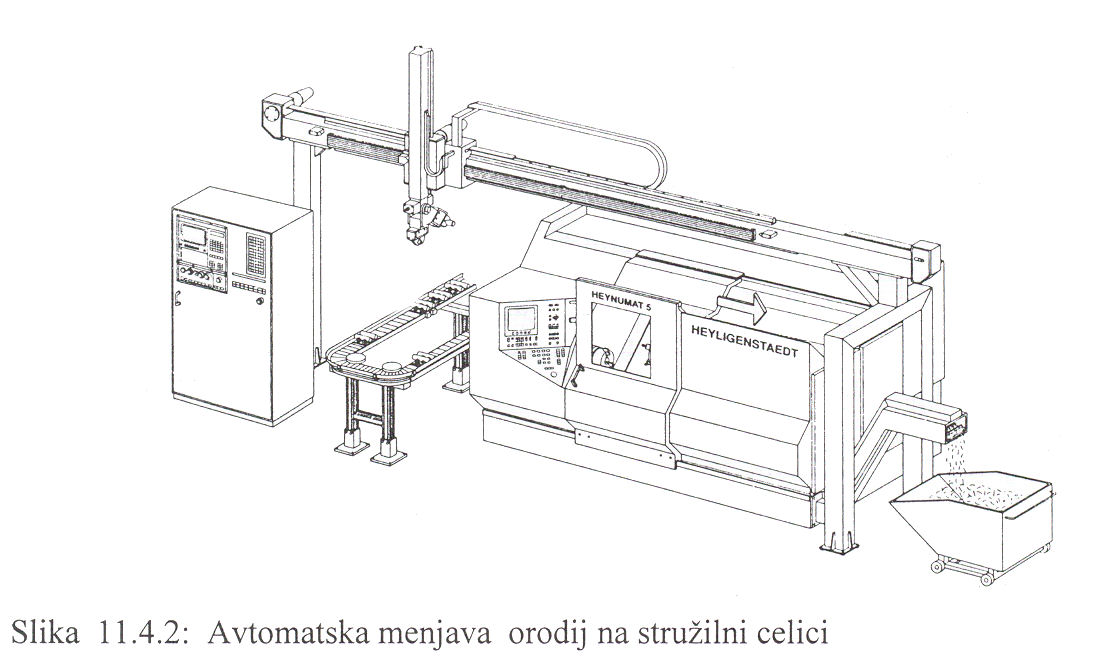 HEYNUMAT 5
HEYLIGENSTAEDT
Slika 11.4.2: Avtomatska menjava orodij na stružilni celici